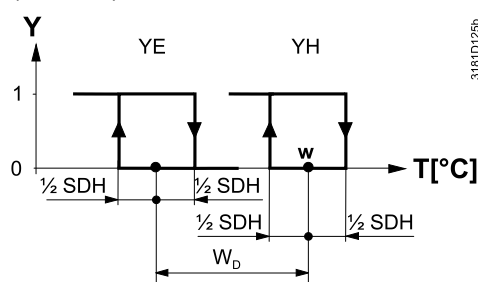 Y
YE
YH
3181D125b
1
0
w
T[°C]
½ SDH
½ SDH
½ SDH
½ SDH
W_D